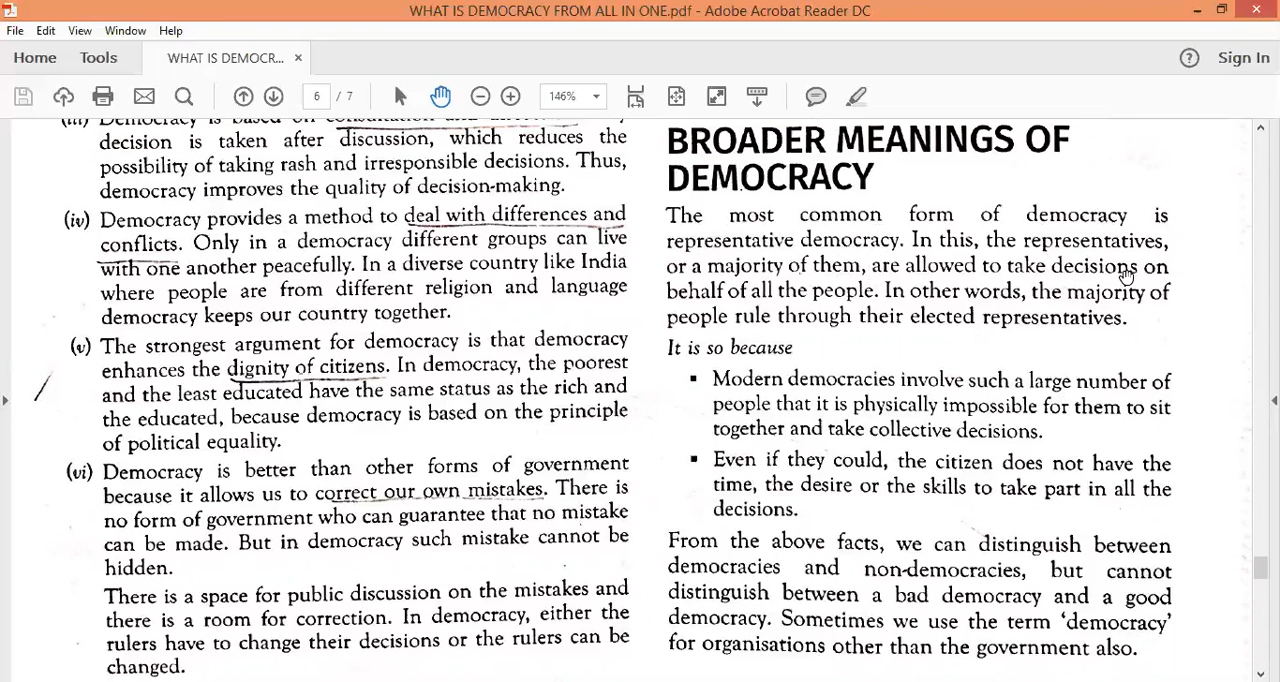 WHAT IS DEMOCRACY FROM ALL IN ONE.pdf - Adobe Acrobat Reader DC
File Edit View Window Help
Home Tools WHAT IS DEMOCR... × ? Sign In
6 / 7 146%
(iii) Democracy is based on consultation and
decision is taken after discussion, which reduces the
possibility of taking rash and irresponsible decisions. Thus,
democracy improves the quality of decision-making.
(iv) Democracy provides a method to deal with differences and
conflicts. Only in a democracy different groups can live
with one another peacefully. In a diverse country like India
where people are from different religion and language
democracy keeps our country together.
(v) The strongest argument for democracy is that democracy
enhances the dignity of citizens. In democracy, the poorest
and the least educated have the same status as the rich and
the educated, because democracy is based on the principle
of political equality.
(vi) Democracy is better than other forms of government
because it allows us to correct our own mistakes. There is
no form of government who can guarantee that no mistake
can be made. But in democracy such mistake cannot be
hidden.
There is a space for public discussion on the mistakes and
there is a room for correction. In democracy, either the
rulers have to change their decisions or the rulers can be
changed.
BROADER MEANINGS OF
DEMOCRACY
The most common form of democracy is
representative democracy. In this, the representatives,
or a majority of them, are allowed to take decisions on
behalf of all the people. In other words, the majority of
people rule through their elected representatives.
It is so because
▪ Modern democracies involve such a large number of
people that it is physically impossible for them to sit
together and take collective decisions.
▪ Even if they could, the citizen does not have the
time, the desire or the skills to take part in all the
decisions.
From the above facts, we can distinguish between
democracies and non-democracies, but cannot
distinguish between a bad democracy and a good
democracy. Sometimes we use the term 'democracy'
for organisations other than the government also.